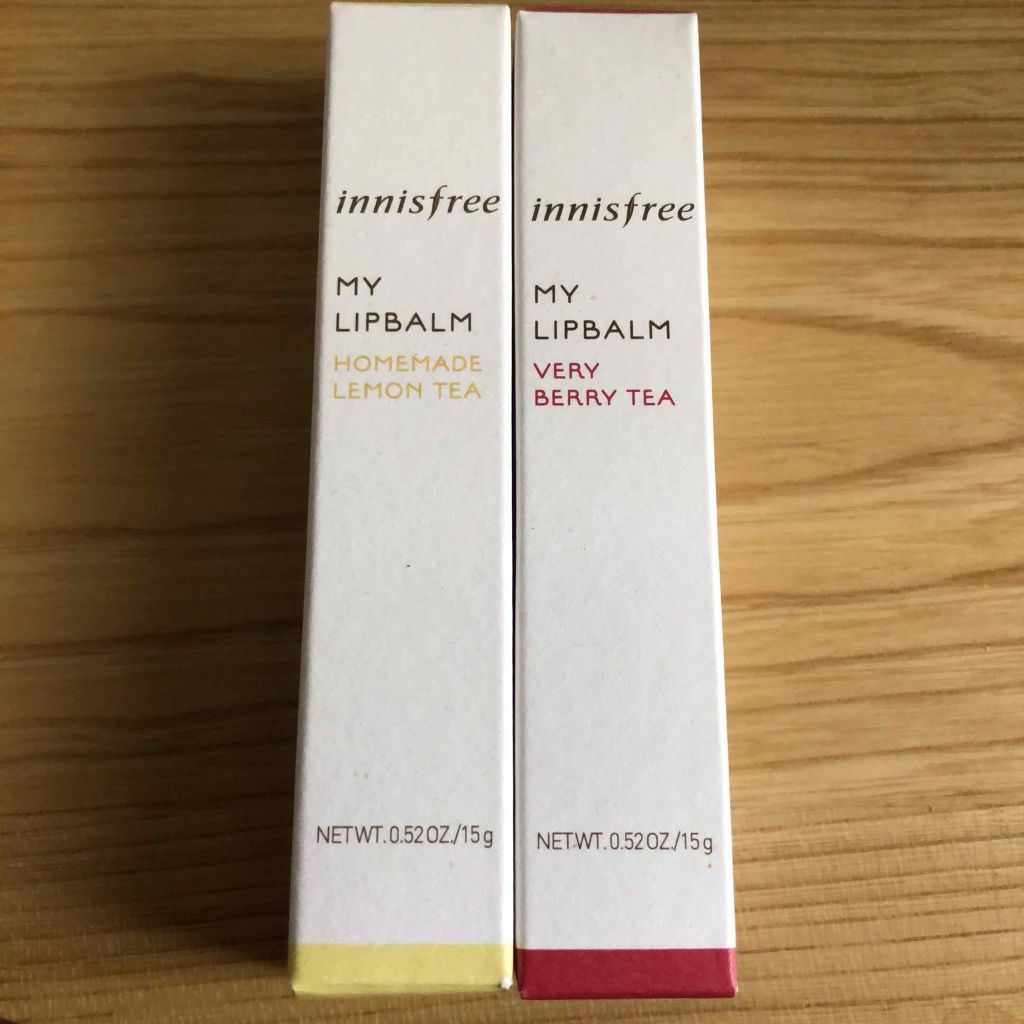 innisfree
MY
LIPBALM
HOMEMADE
LEMON TEA
NET WT. 0.52 OZ./15 g
innisfree
MY
LIPBALM
VERY
BERRY TEA
NET WT. 0.52 OZ./15 g